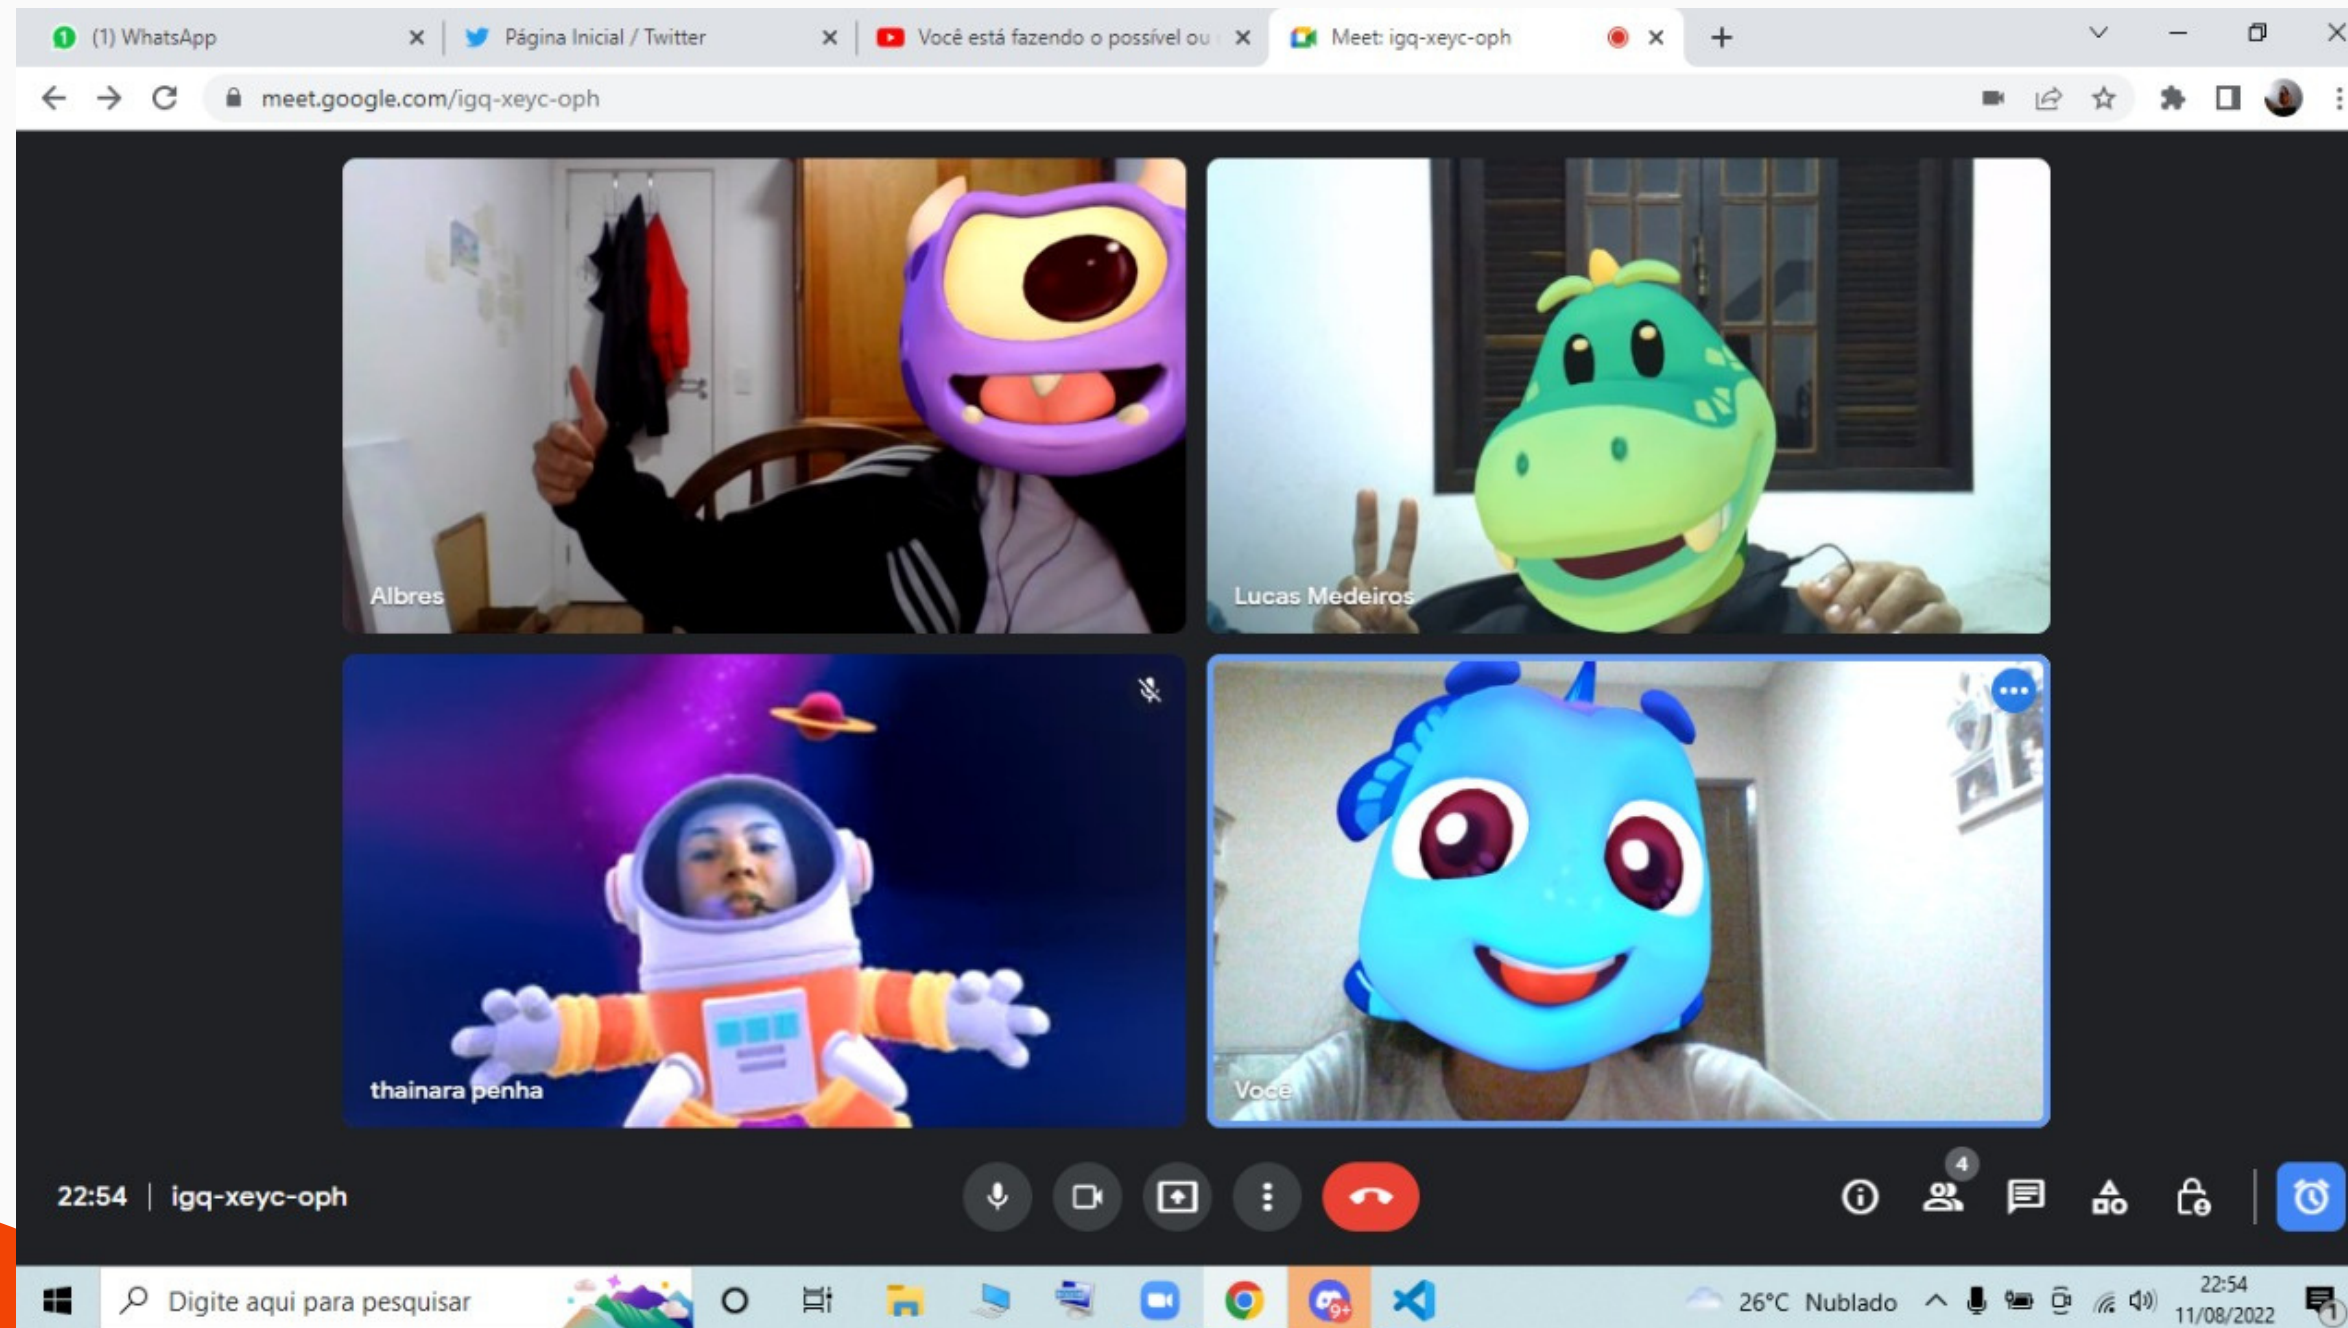 (1) WhatsApp
Página Inicial / Twitter
Você está fazendo o possível ou
Meet: igq-xeyc-oph
meet.google.com/igq-xeyc-oph
Albres
Lucas Medeiros
thainara penha
Você
22:54 | igq-xeyc-oph
4
Digite aqui para pesquisar
9+
26°C Nublado
22:54
11/08/2022
1